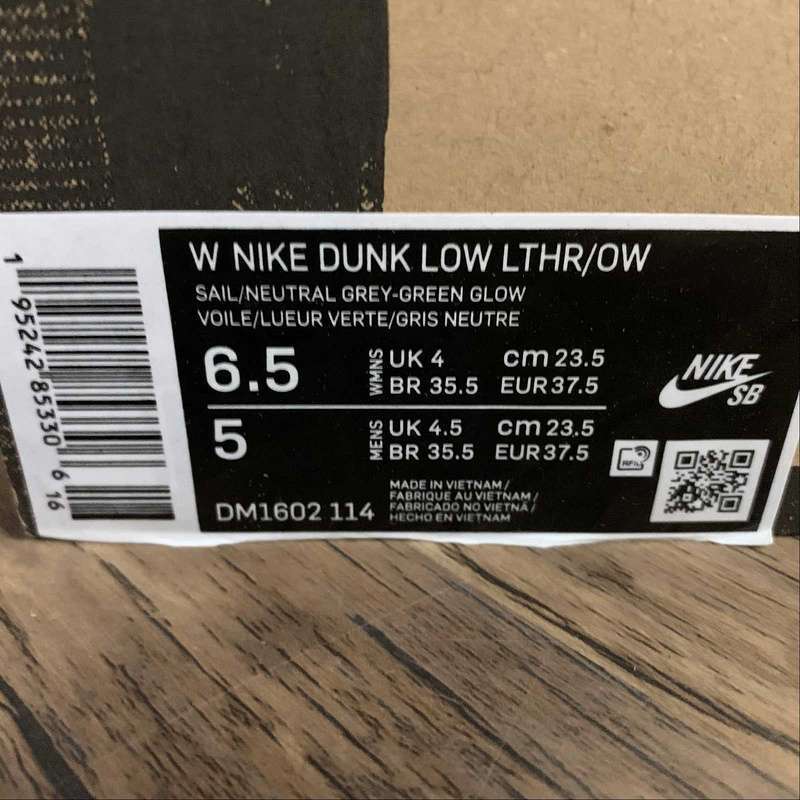 1 95242 85330 6 16
W NIKE DUNK LOW LTHR/OW
SAIL/NEUTRAL GREY-GREEN GLOW
VOILE/LUEUR VERTE/GRIS NEUTRE
6.5 WMNS UK 4 cm 23.5
BR 35.5 EUR 37.5
5 MENS UK 4.5 cm 23.5
BR 35.5 EUR 37.5
DM1602 114
MADE IN VIETNAM/
FABRIQUE AU VIETNAM/
FABRICADO NO VIETNÃ/
HECHO EN VIETNAM
NIKE
SB
RFID